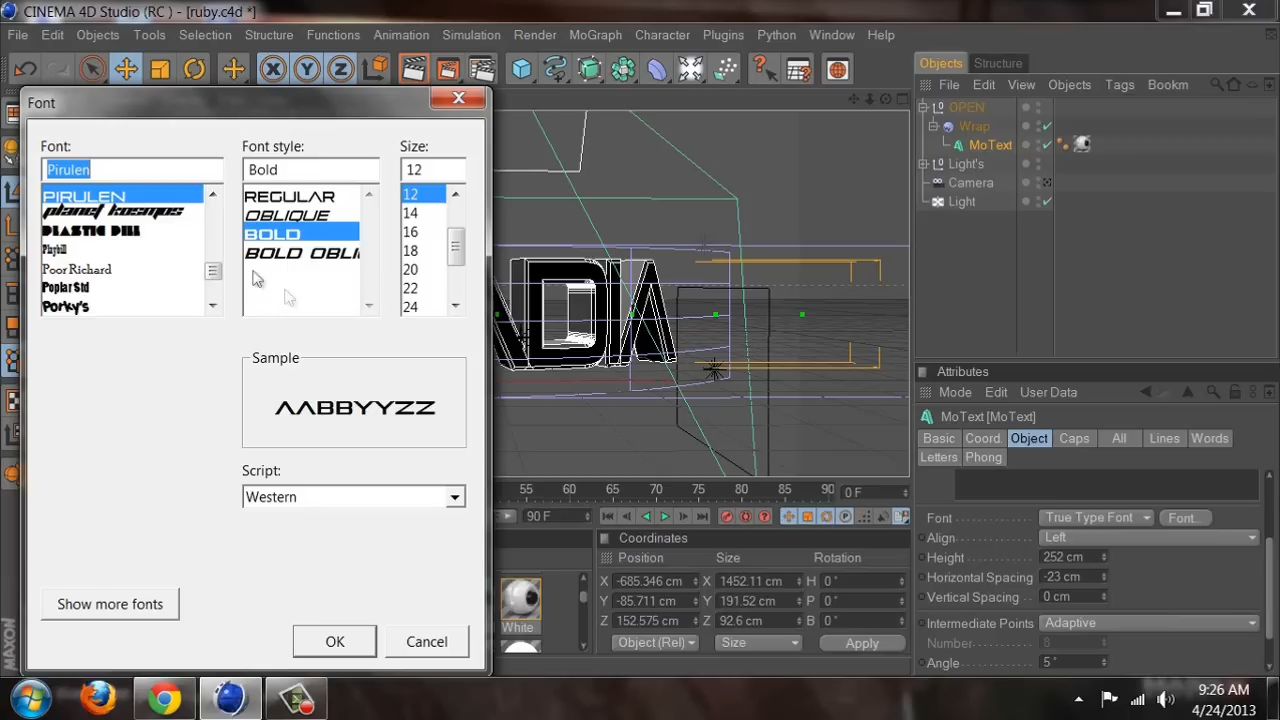 CINEMA 4D Studio (RC ) - [ruby.c4d *]
File Edit Objects Tools Selection Structure Functions Animation Simulation Render MoGraph Character Plugins Python Window Help
X Y Z
Font
Font: Font style: Size:
Pirulen Bold 12
PIRULEN
planet kosmos
PLASTIC PILL
Playbill
Poor Richard
Poplar Std
Porky's
REGULAR
OBLIQUE
BOLD
BOLD OBLI
12
14
16
18
20
22
24
Sample
AABBYYZZ
Script:
Western
Show more fonts
OK Cancel
NDIA
55 60 65 70 75 80 85 90 0 F
90 F
White
Coordinates
Position Size Rotation
X -685.346 cm X 1452.11 cm H 0 °
Y -85.711 cm Y 191.52 cm P 0 °
Z 152.575 cm Z 92.6 cm B 0 °
Object (Rel) Size Apply
Objects Structure
File Edit View Objects Tags Bookm
OPEN
Wrap
MoText
Light's
Camera
Light
Attributes
Mode Edit User Data
MoText [MoText]
Basic Coord. Object Caps All Lines Words
Letters Phong
Font True Type Font Font...
Align Left
Height 252 cm
Horizontal Spacing -23 cm
Vertical Spacing 0 cm
Intermediate Points Adaptive
Number 8
Angle 5 °
MAXON
9:26 AM
4/24/2013